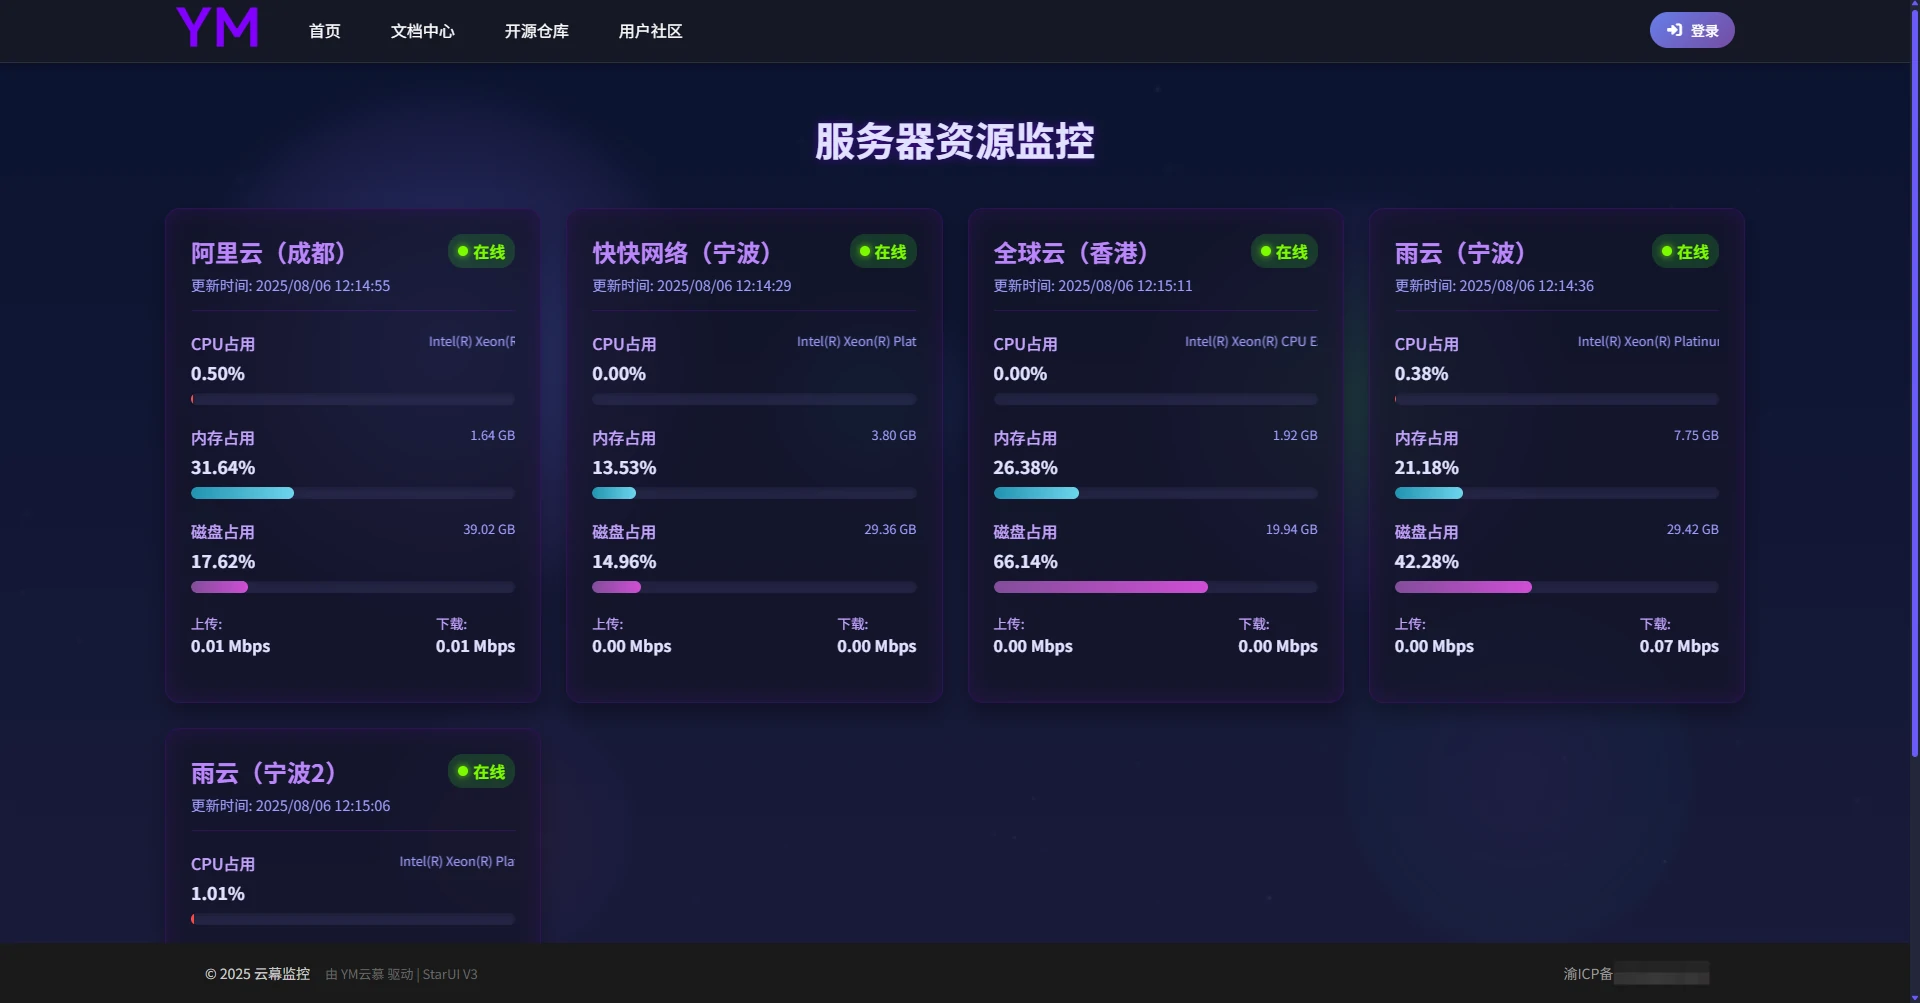 YM 首页 文档中心 开源仓库 用户社区 登录
服务器资源监控
阿里云（成都） 在线
更新时间: 2025/08/06 12:14:55
CPU占用 Intel(R) Xeon(R
0.50%
内存占用 1.64 GB
31.64%
磁盘占用 39.02 GB
17.62%
上传: 下载:
0.01 Mbps 0.01 Mbps
快快网络（宁波） 在线
更新时间: 2025/08/06 12:14:29
CPU占用 Intel(R) Xeon(R) Plat
0.00%
内存占用 3.80 GB
13.53%
磁盘占用 29.36 GB
14.96%
上传: 下载:
0.00 Mbps 0.00 Mbps
全球云（香港） 在线
更新时间: 2025/08/06 12:15:11
CPU占用 Intel(R) Xeon(R) CPU E
0.00%
内存占用 1.92 GB
26.38%
磁盘占用 19.94 GB
66.14%
上传: 下载:
0.00 Mbps 0.00 Mbps
雨云（宁波） 在线
更新时间: 2025/08/06 12:14:36
CPU占用 Intel(R) Xeon(R) Platinu
0.38%
内存占用 7.75 GB
21.18%
磁盘占用 29.42 GB
42.28%
上传: 下载:
0.00 Mbps 0.07 Mbps
雨云（宁波2） 在线
更新时间: 2025/08/06 12:15:06
CPU占用 Intel(R) Xeon(R) Pla
1.01%
© 2025 云幕监控 由 YM云慕 驱动 | StarUI V3 渝ICP备